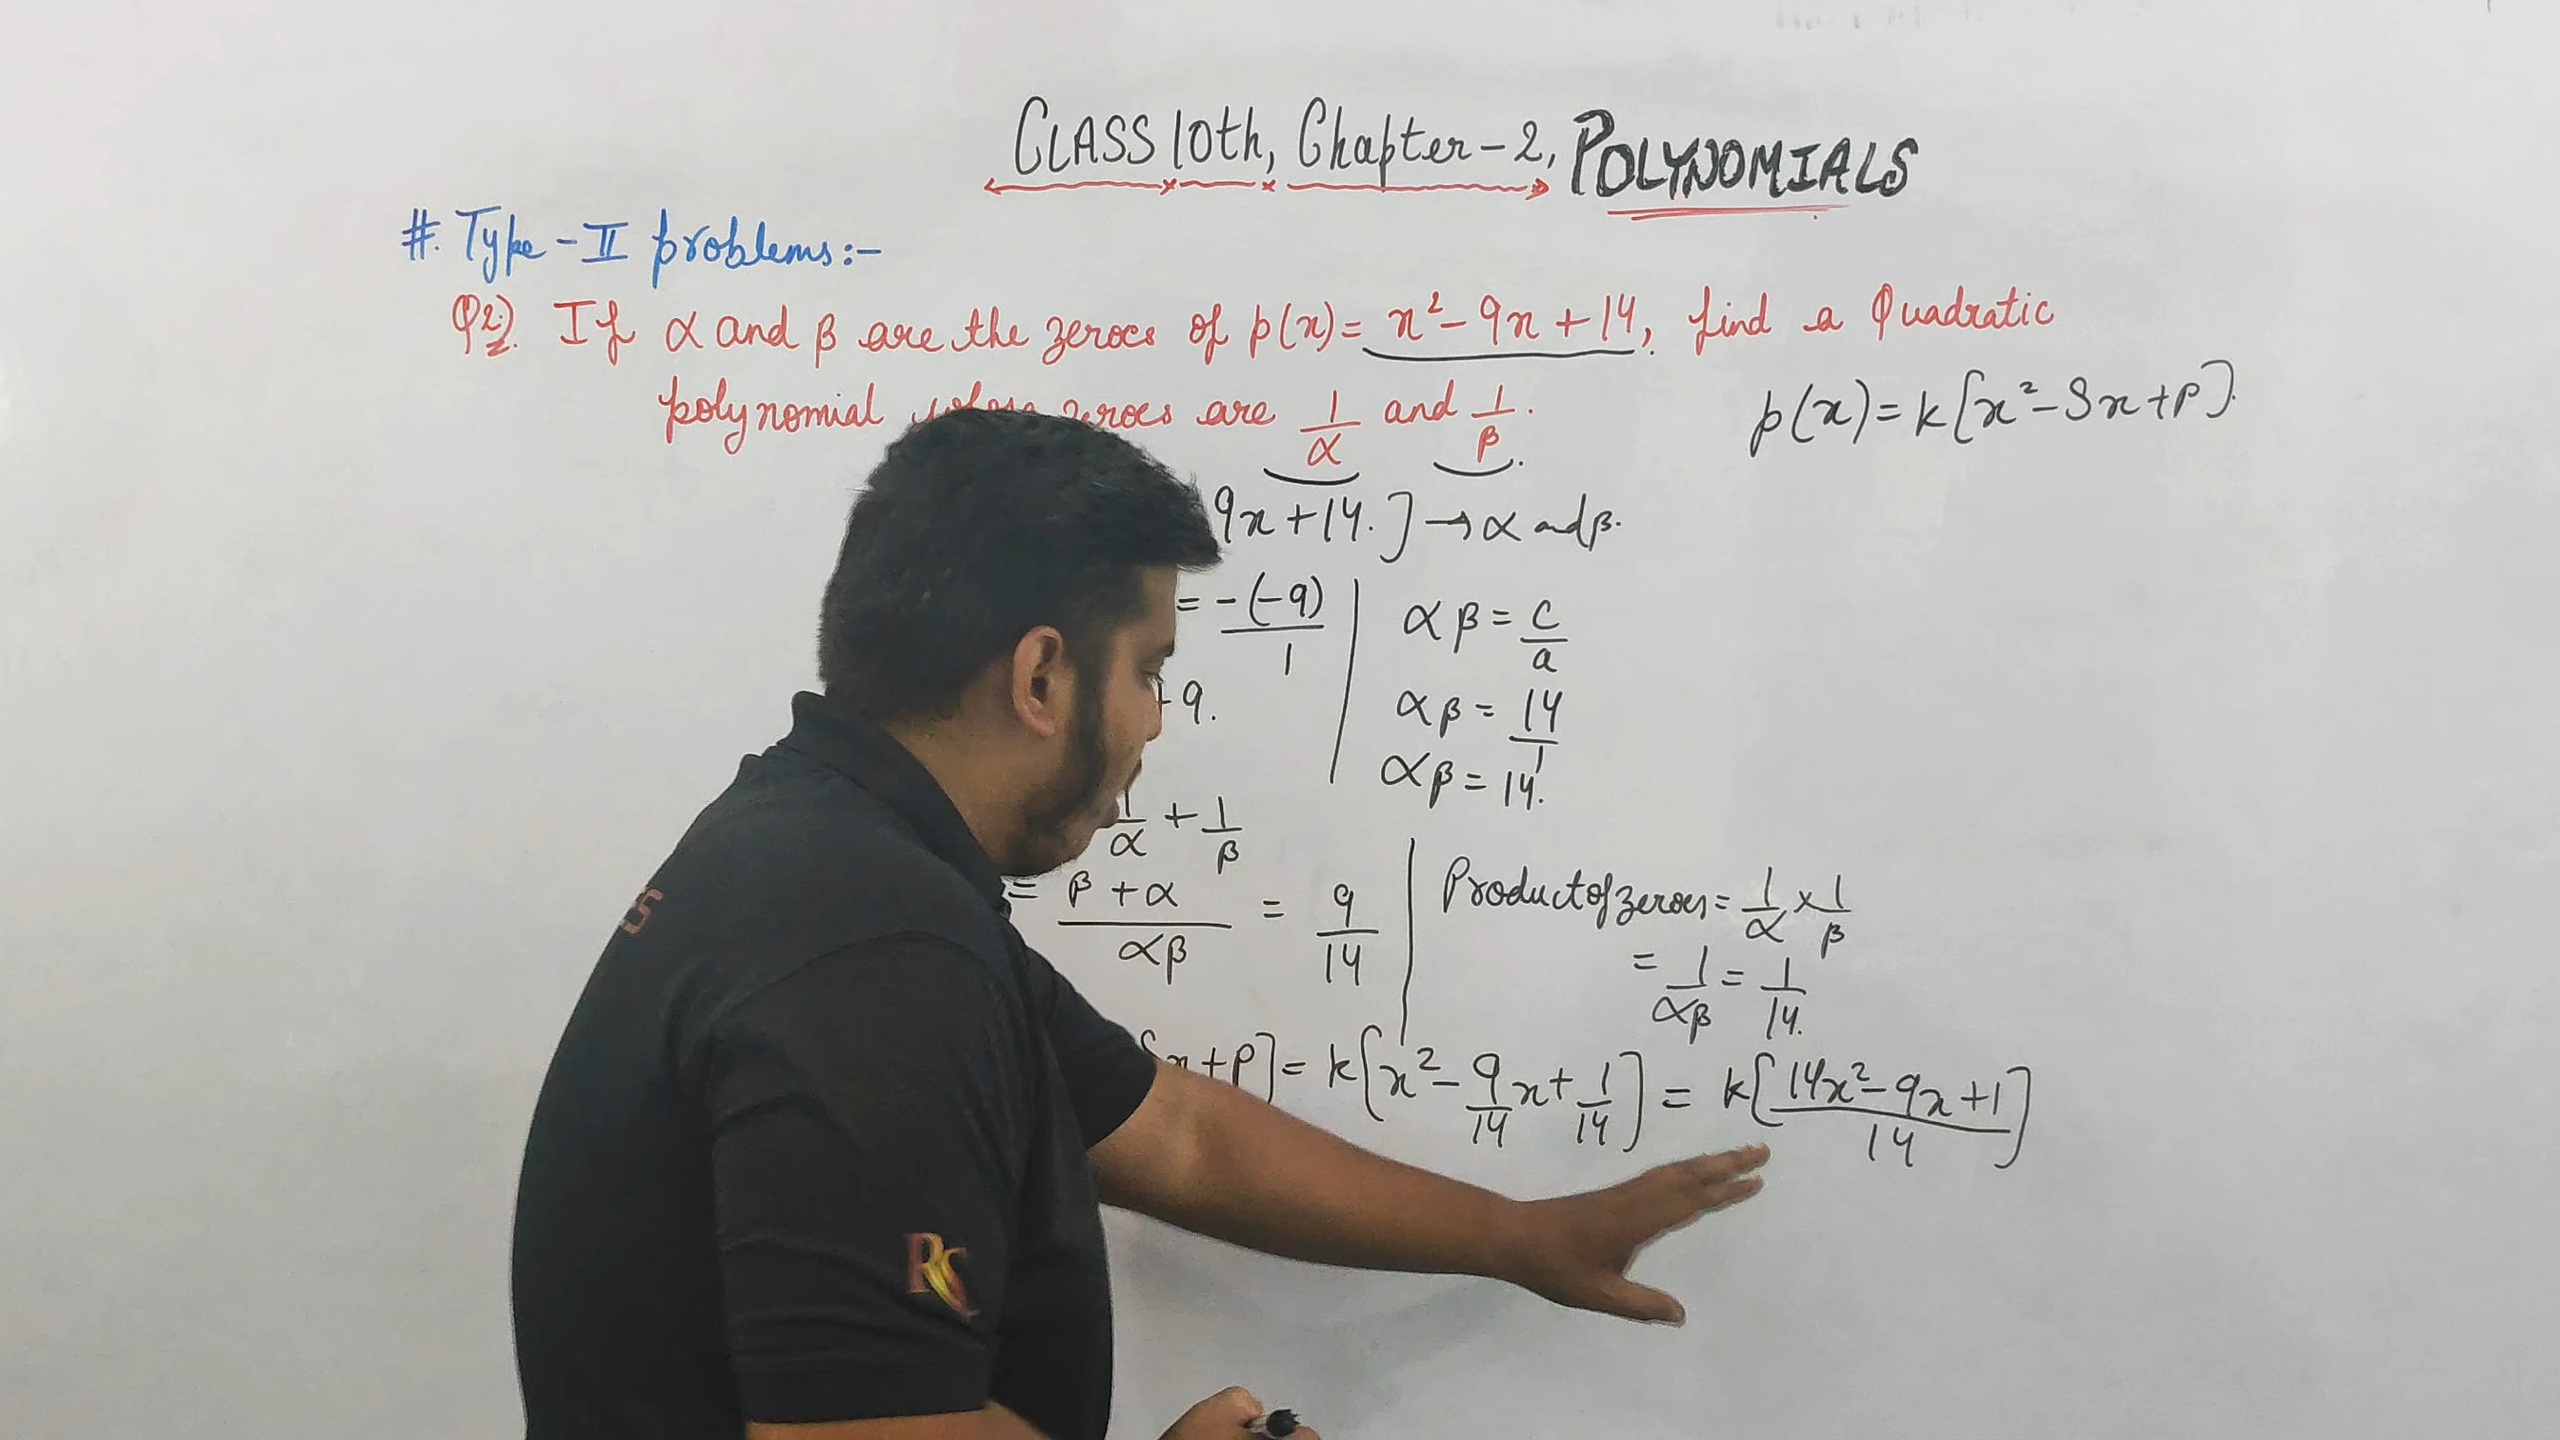 CLASS 10th, Chapter-2, POLYNOMIALS
#. Type-II problems:-
Q2). If α and β are the zeroes of p(x)= x²-9x+14, find a Quadratic
polynomial whose zeroes are 1/α and 1/β.
p(x)=k[x²-Sx+P].
9x+14.]→α and β.
= -(-9)/1
αβ = c/a
9.
αβ = 14/1
αβ = 14.
1/α + 1/β
= β+α/αβ = 9/14
Product of zeroes = 1/α × 1/β
= 1/αβ = 1/14.
x+P]= k[x²-9/14x+1/14] = k[14x²-9x+1/14]
RC